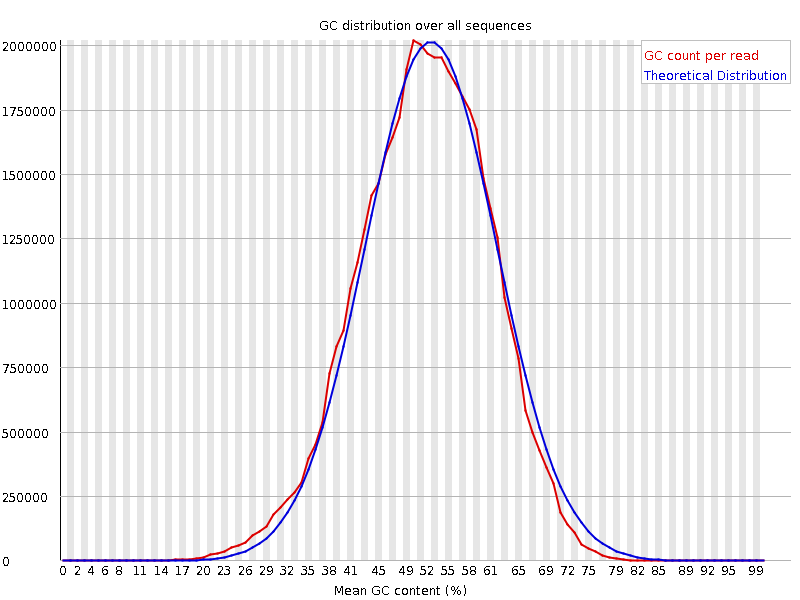 GC distribution over all sequences
GC count per read
Theoretical Distribution
2000000
1750000
1500000
1250000
1000000
750000
500000
250000
0
0 2 4 6 8 11 14 17 20 23 26 29 32 35 38 41 45 49 52 55 58 61 65 69 72 75 79 82 85 89 92 95 99
Mean GC content (%)